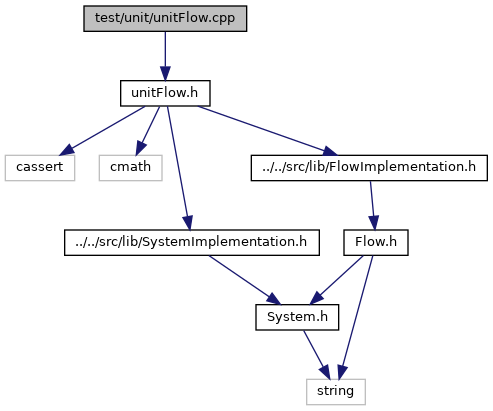 test/unit/unitFlow.cpp
unitFlow.h
cassert
cmath
../../src/lib/FlowImplementation.h
../../src/lib/SystemImplementation.h
Flow.h
System.h
string